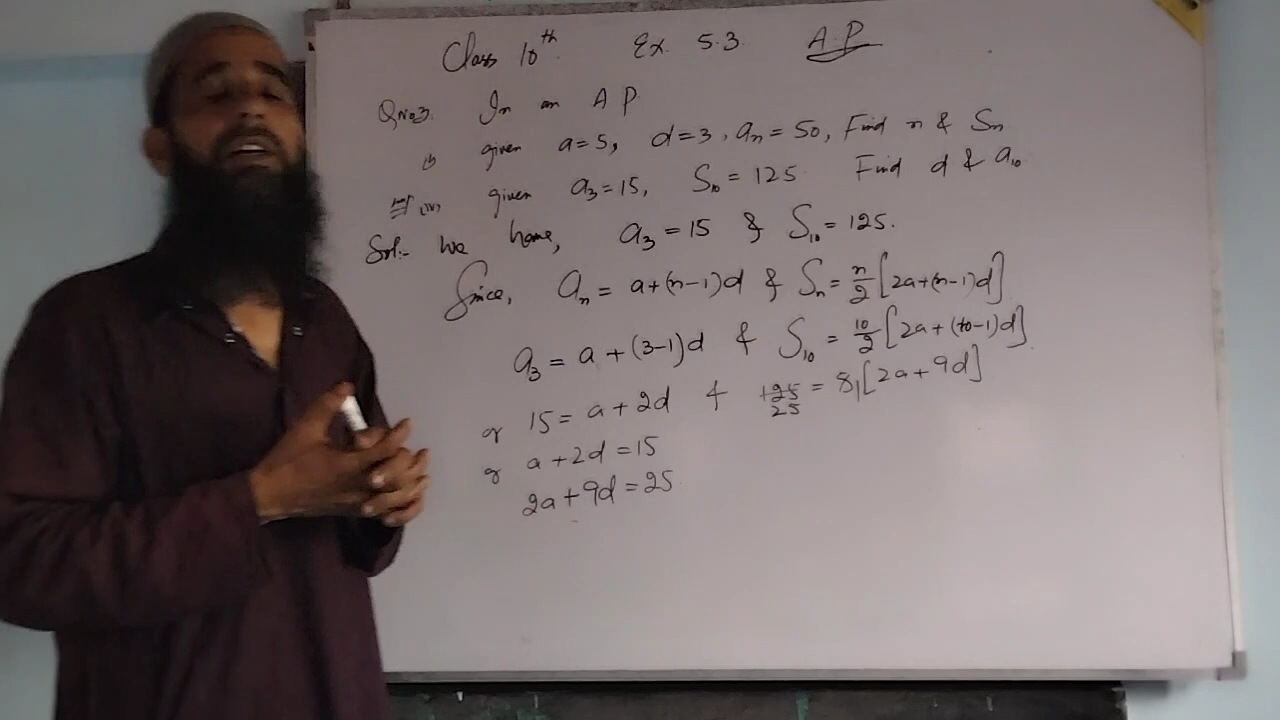 Class 10th Ex. 5.3 A.P
Q No3. In an A P
(i) given a=5, d=3, an=50, Find n & Sn
(iv) given a3=15, S10=125 Find d & a10
Sol:- We have, a3=15 & S10=125.
Since, an = a+(n-1)d & Sn = n/2[2a+(n-1)d]
a3 = a+(3-1)d & S10 = 10/2[2a+(10-1)d]
or 15 = a+2d & 125 25 = 5 1[2a+9d]
or a+2d=15
2a+9d=25